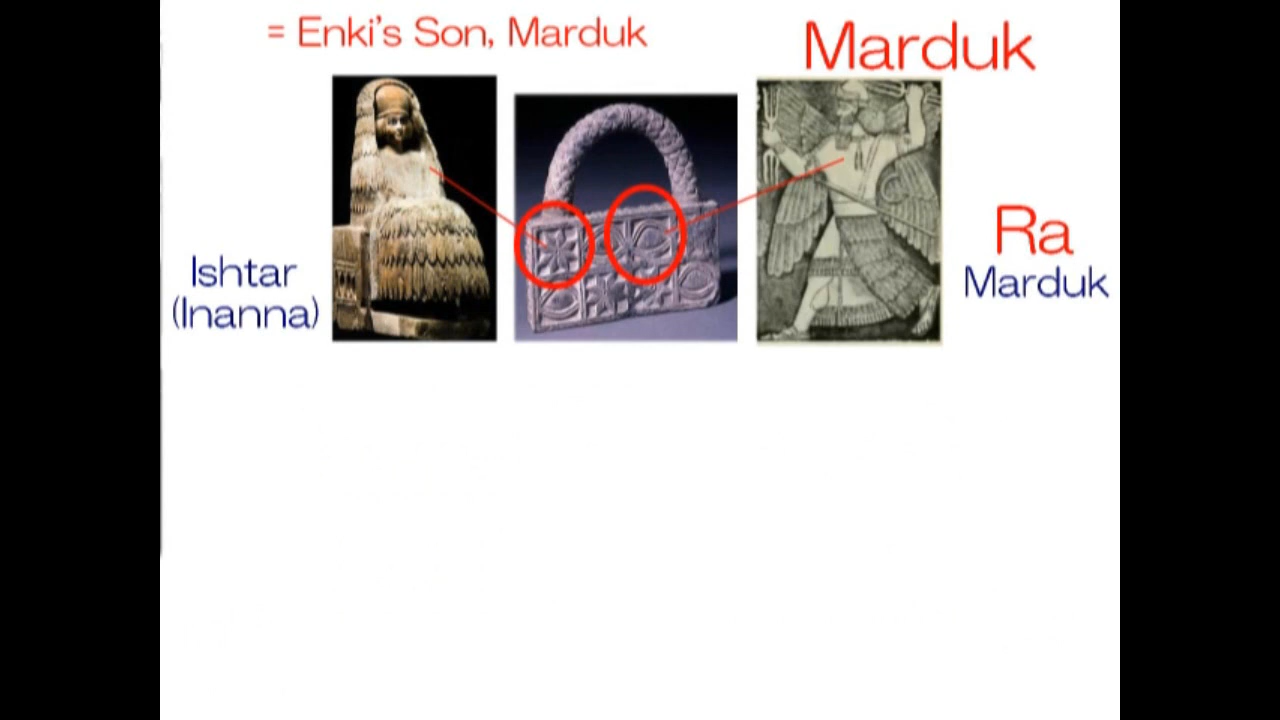 = Enki's Son, Marduk
Marduk
Ishtar
(Inanna)
Ra
Marduk